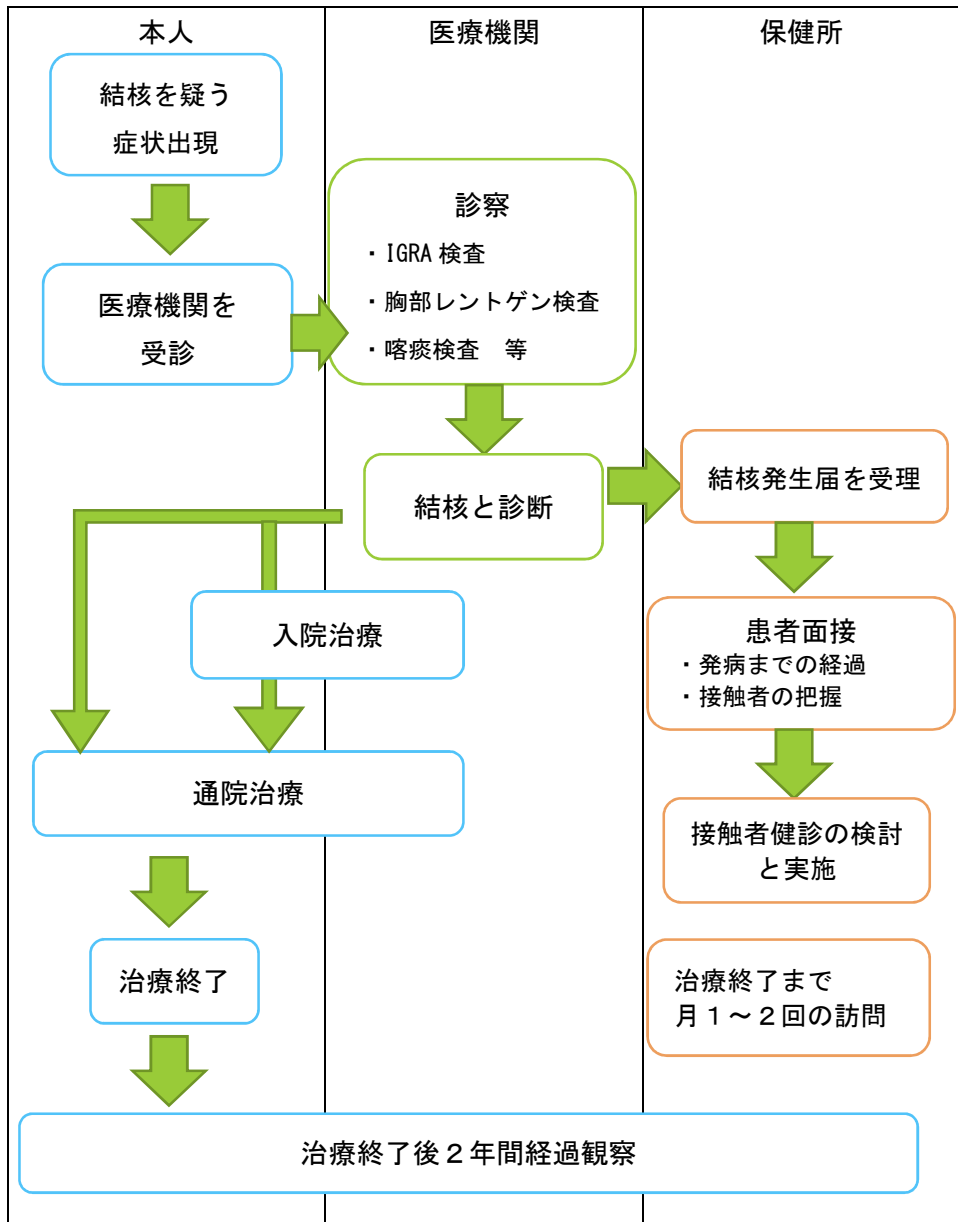 本人
医療機関
保健所
結核を疑う
症状出現
診察
・IGRA検査
・胸部レントゲン検査
・喀痰検査　等
医療機関を
受診
結核と診断
結核発生届を受理
入院治療
患者面接
・発病までの経過
・接触者の把握
通院治療
接触者健診の検討
と実施
治療終了
治療終了まで
月１～２回の訪問
治療終了後２年間経過観察